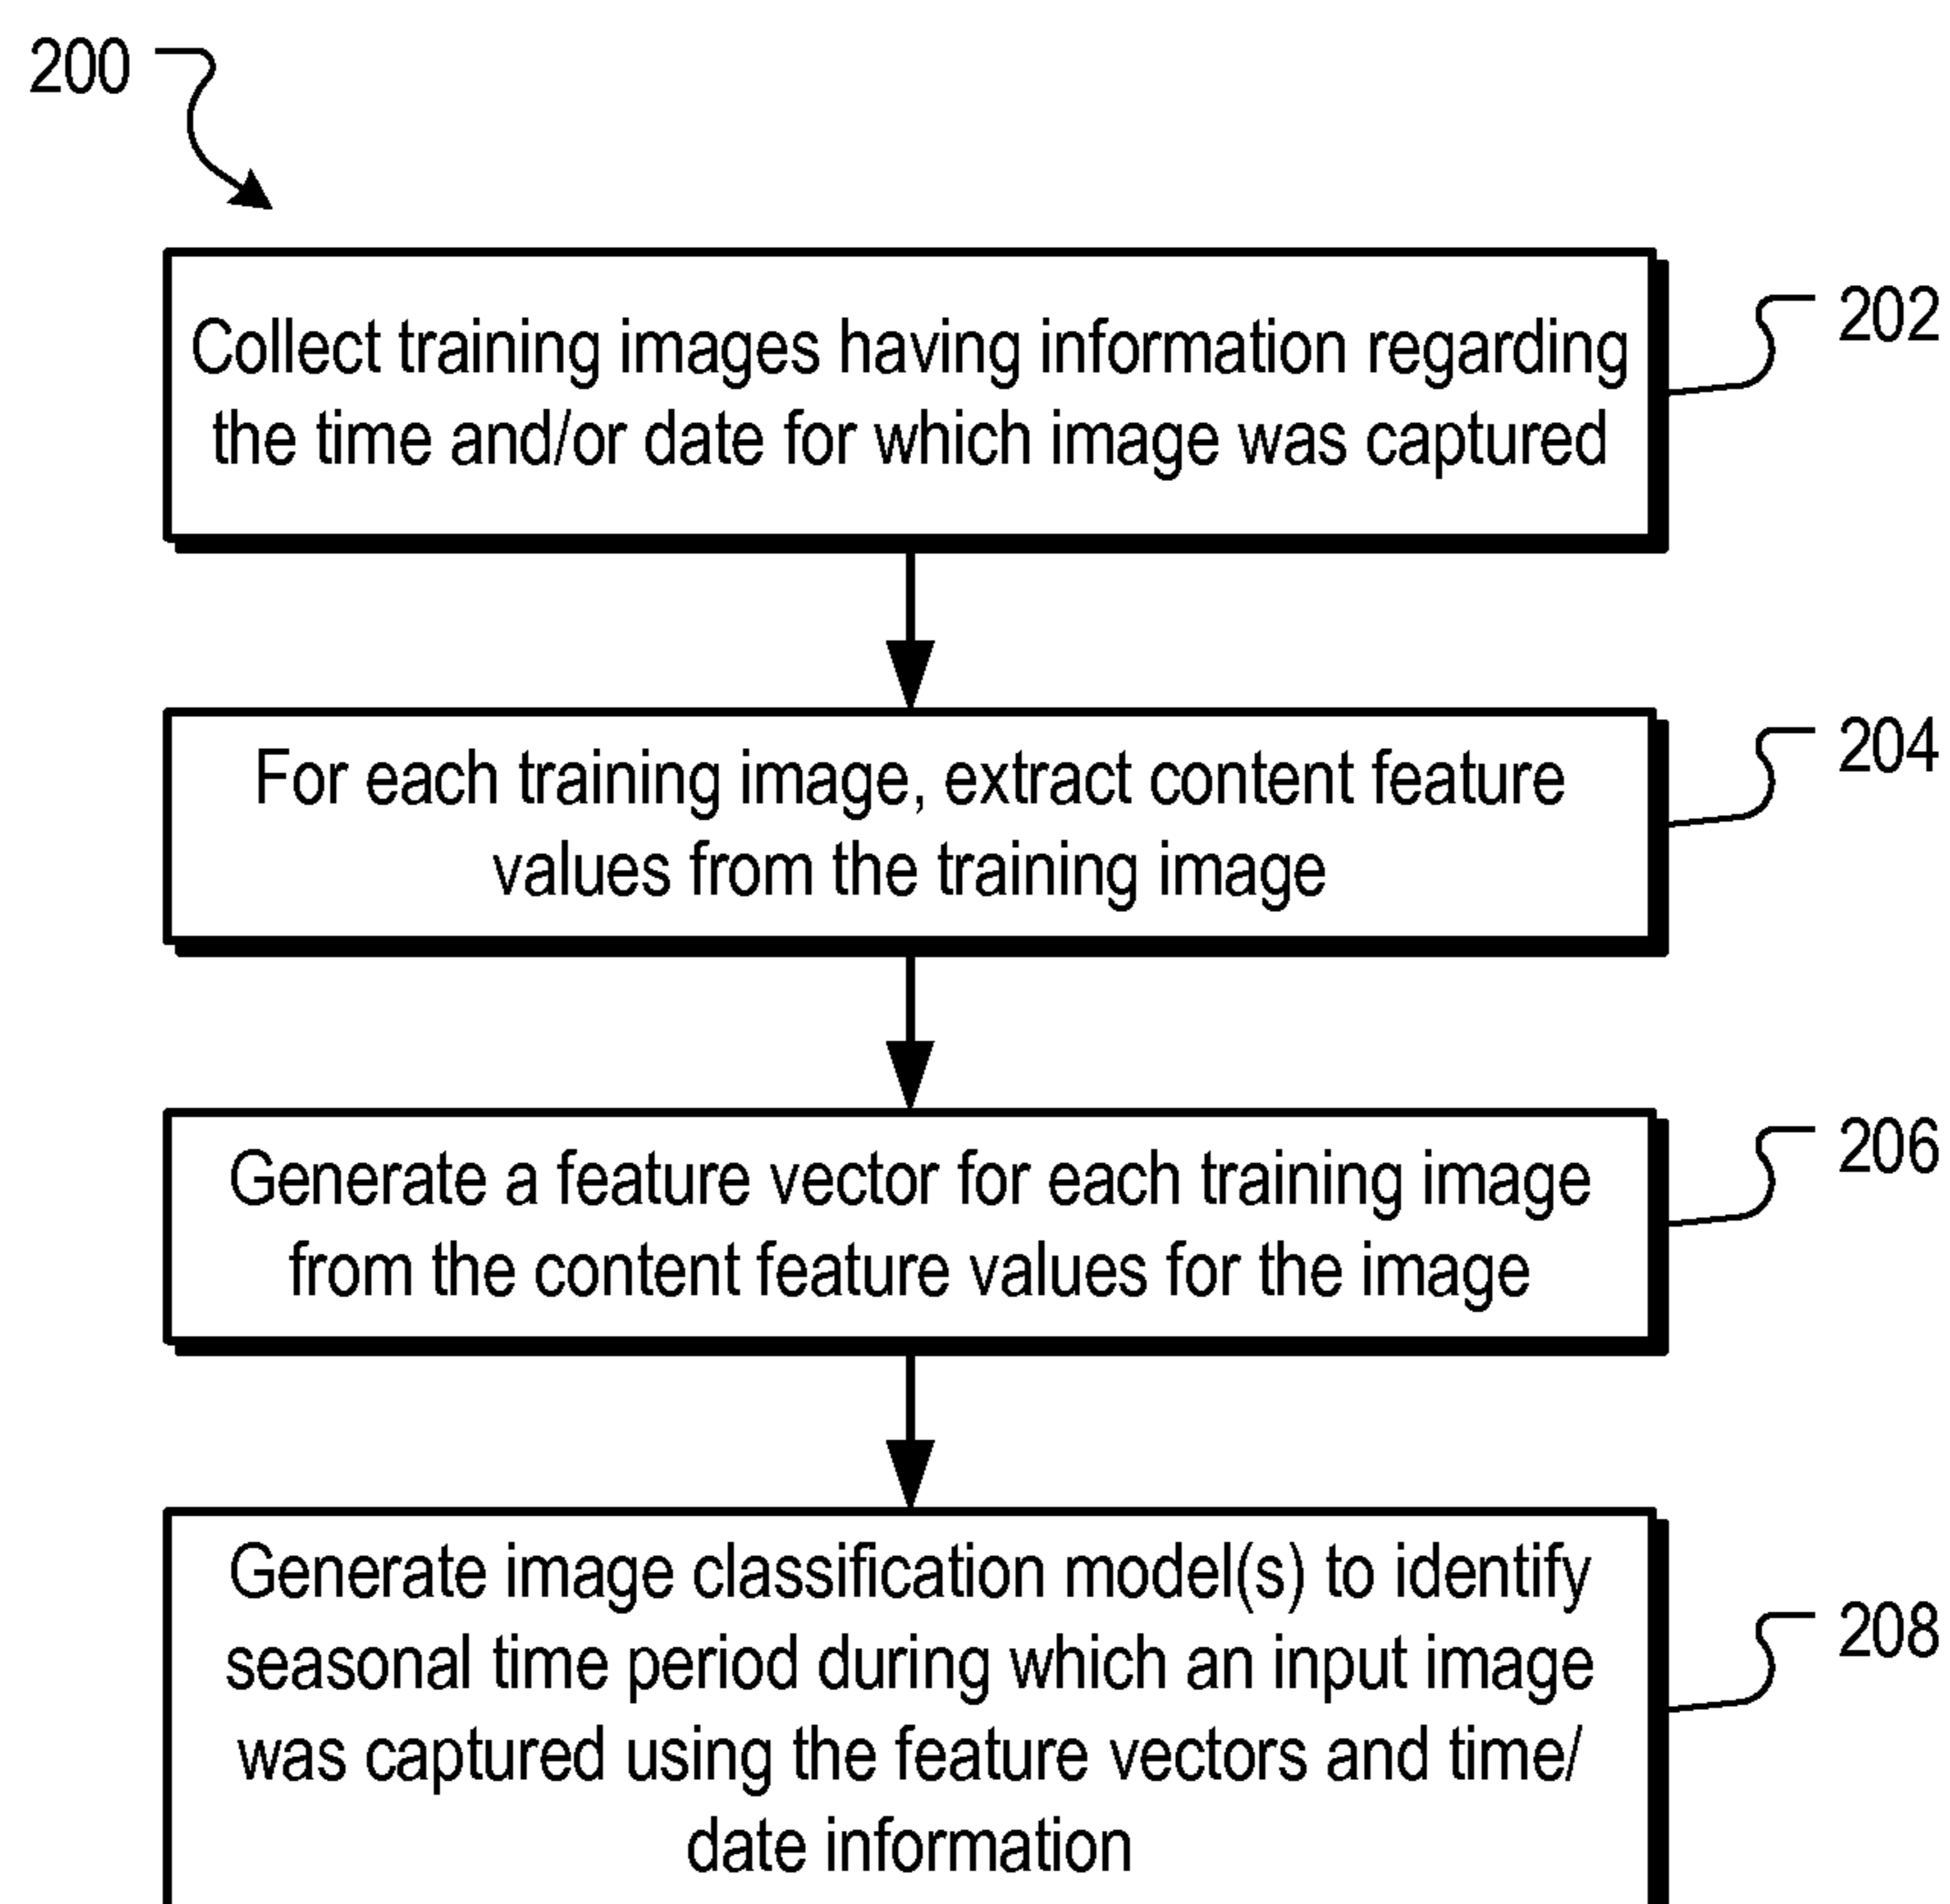 200
Collect training images having information regarding
the time and/or date for which image was captured
202
For each training image, extract content feature
values from the training image
204
Generate a feature vector for each training image
from the content feature values for the image
206
Generate image classification model(s) to identify
seasonal time period during which an input image
was captured using the feature vectors and time/
date information
208